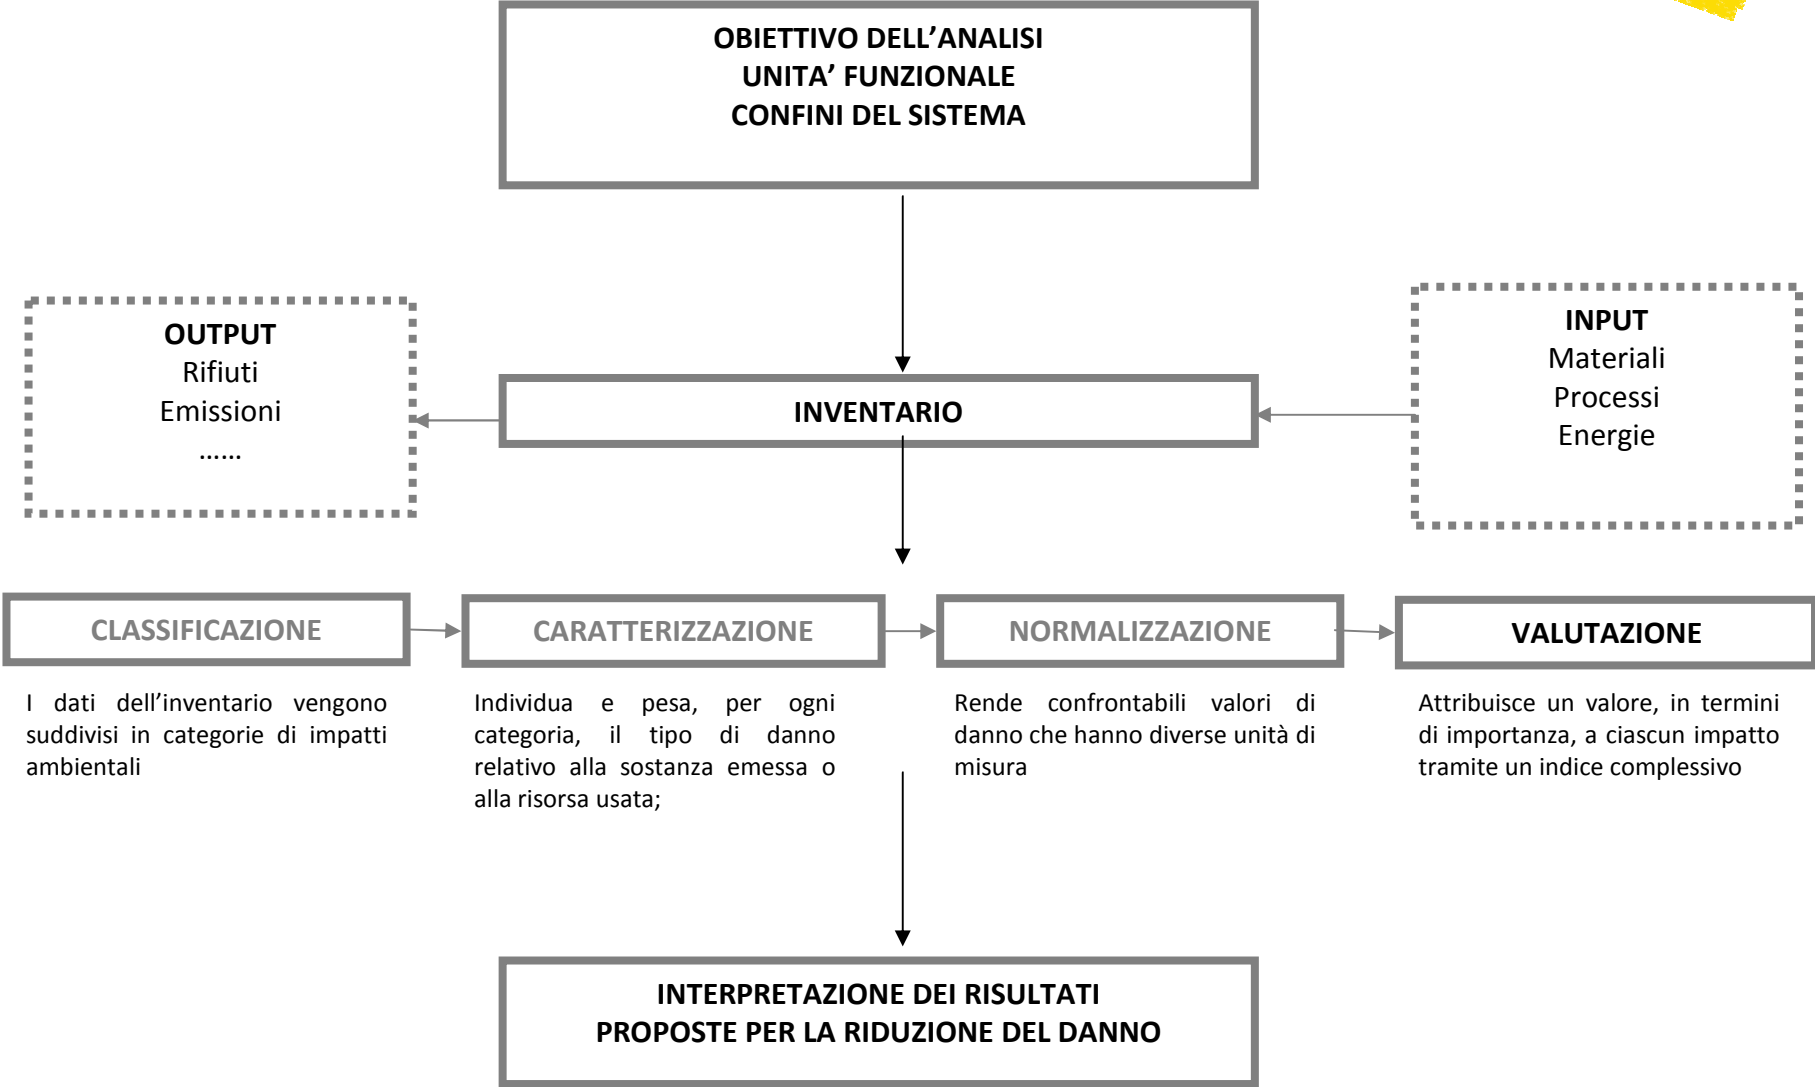 OBIETTIVO DELL’ANALISI
UNITA’ FUNZIONALE
CONFINI DEL SISTEMA
OUTPUT
Rifiuti
Emissioni
……
INVENTARIO
INPUT
Materiali
Processi
Energie
CLASSIFICAZIONE
CARATTERIZZAZIONE
NORMALIZZAZIONE
VALUTAZIONE
I dati dell’inventario vengono
suddivisi in categorie di impatti
ambientali
Individua e pesa, per ogni
categoria, il tipo di danno
relativo alla sostanza emessa o
alla risorsa usata;
Rende confrontabili valori di
danno che hanno diverse unità di
misura
Attribuisce un valore, in termini
di importanza, a ciascun impatto
tramite un indice complessivo
INTERPRETAZIONE DEI RISULTATI
PROPOSTE PER LA RIDUZIONE DEL DANNO